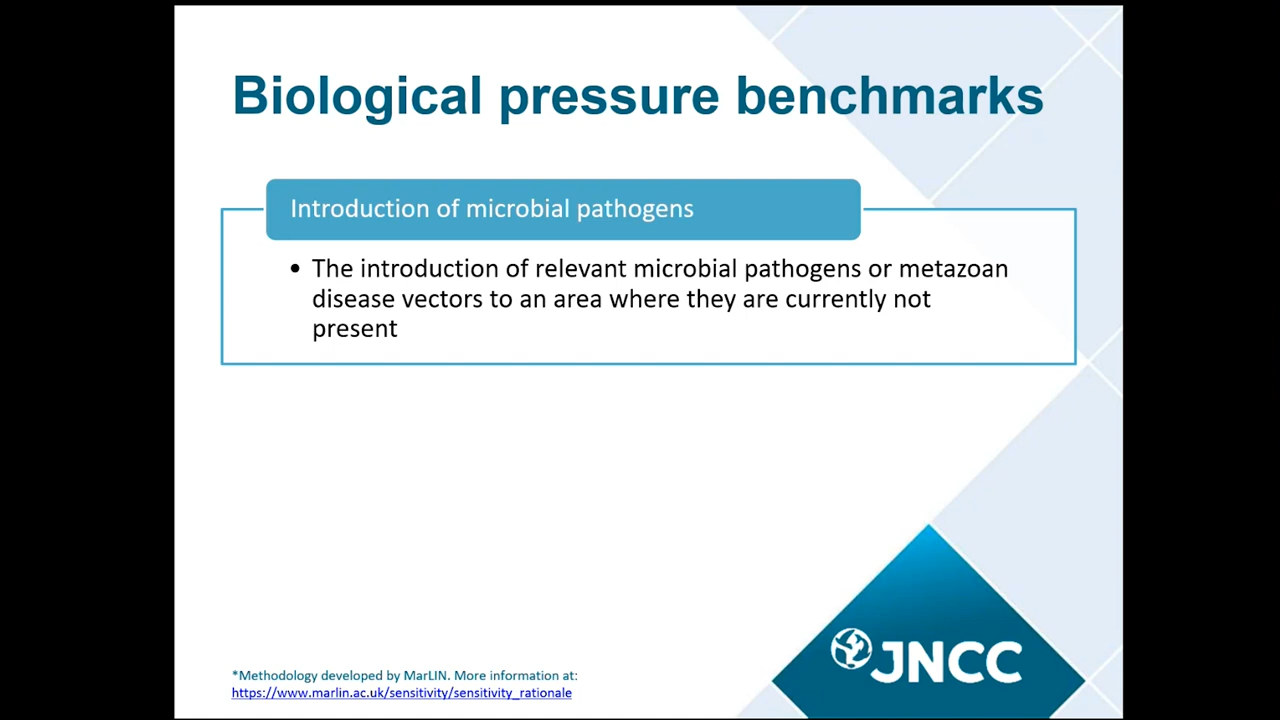 Biological pressure benchmarks
Introduction of microbial pathogens
• The introduction of relevant microbial pathogens or metazoan
disease vectors to an area where they are currently not
present
*Methodology developed by MarLIN. More information at:
https://www.marlin.ac.uk/sensitivity/sensitivity_rationale
JNCC